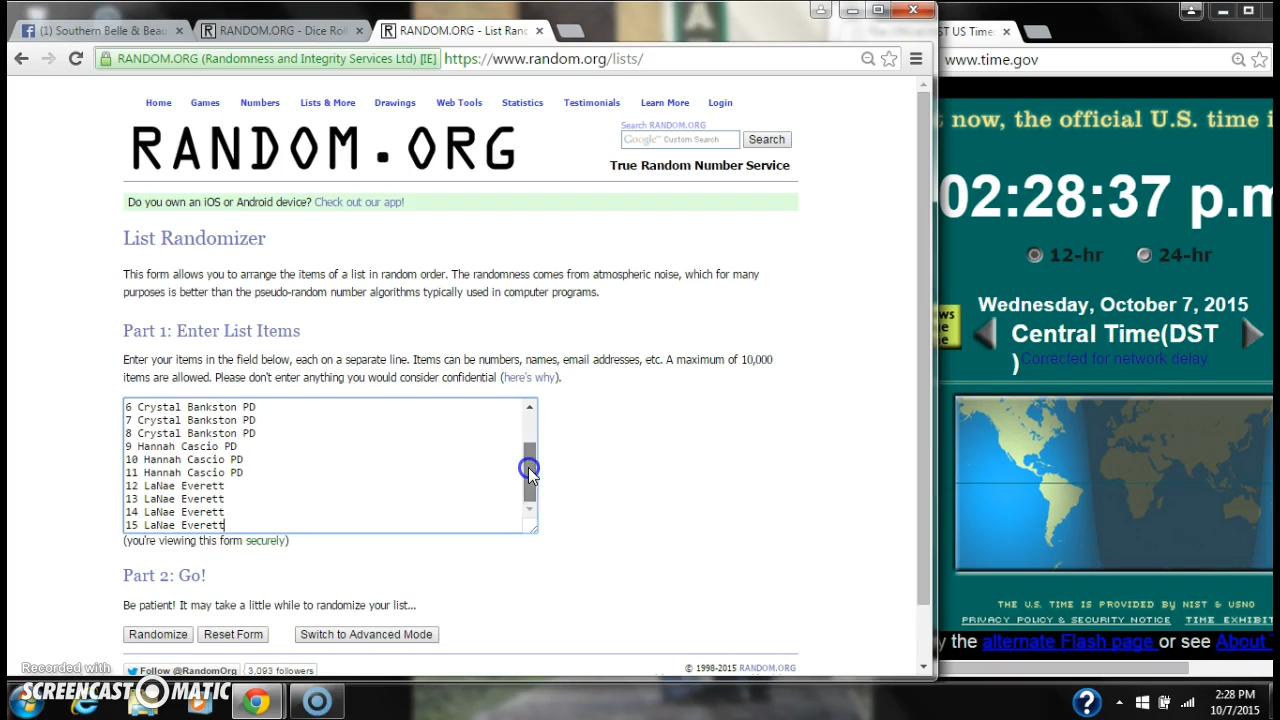 (1) Southern Belle & Beau
RANDOM.ORG - Dice Rol
RANDOM.ORG - List Ran
ST US Time
RANDOM.ORG (Randomness and Integrity Services Ltd) [IE]
https://www.random.org/lists/
www.time.gov
Home Games Numbers Lists & More Drawings Web Tools Statistics Testimonials Learn More Login
RANDOM.ORG
Search RANDOM.ORG
Google™ Custom Search
Search
True Random Number Service
Do you own an iOS or Android device? Check out our app!
List Randomizer
This form allows you to arrange the items of a list in random order. The randomness comes from atmospheric noise, which for many
purposes is better than the pseudo-random number algorithms typically used in computer programs.
Part 1: Enter List Items
Enter your items in the field below, each on a separate line. Items can be numbers, names, email addresses, etc. A maximum of 10,000
items are allowed. Please don't enter anything you would consider confidential (here's why).
6 Crystal Bankston PD
7 Crystal Bankston PD
8 Crystal Bankston PD
9 Hannah Cascio PD
10 Hannah Cascio PD
11 Hannah Cascio PD
12 LaNae Everett
13 LaNae Everett
14 LaNae Everett
15 LaNae Everett
(you're viewing this form securely)
Part 2: Go!
Be patient! It may take a little while to randomize your list...
Randomize Reset Form Switch to Advanced Mode
Follow @RandomOrg
3,093 followers
© 1998-2015 RANDOM.ORG
t now, the official U.S. time i
02:28:37 p.m
12-hr 24-hr
Wednesday, October 7, 2015
Central Time(DST
)
Corrected for network delay
ws
ne
ne
THE U.S. TIME IS PROVIDED BY NIST & USNO
PRIVACY POLICY & SECURITY NOTICE TIME EXHIBIT
y the alternate Flash page or see About
Recorded with
SCREENCAST MATIC
2:28 PM
10/7/2015